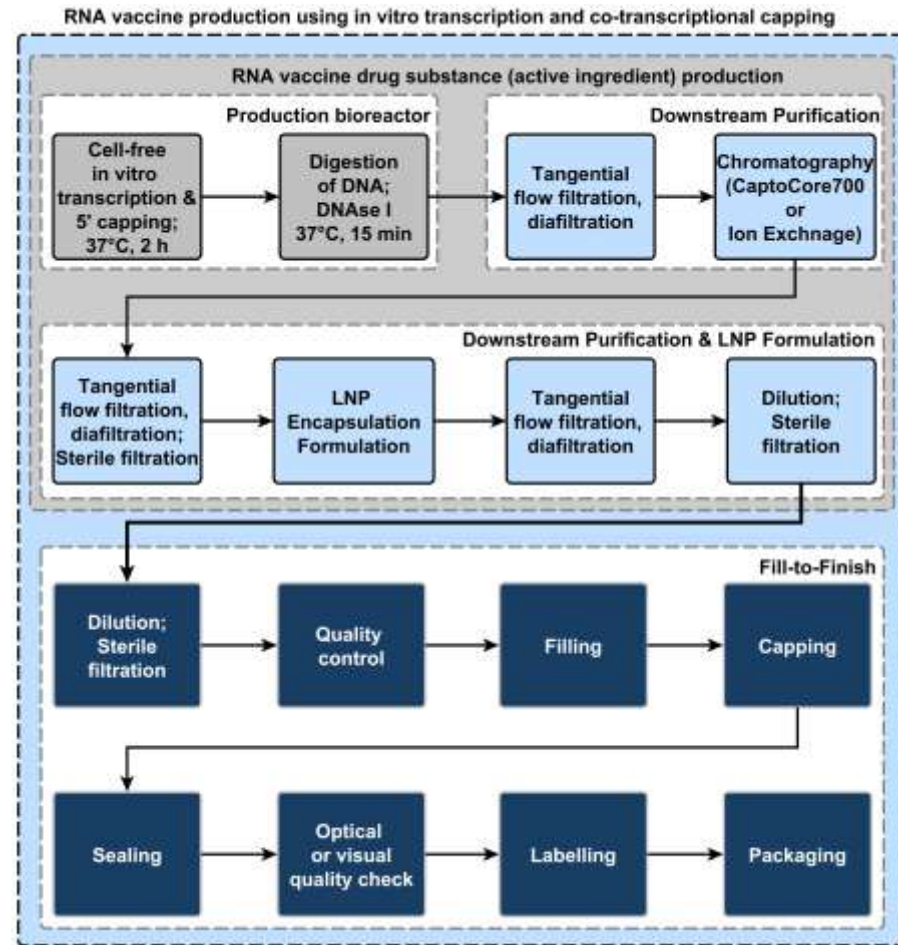 RNA vaccine production using in vitro transcription and co-transcriptional capping
RNA vaccine drug substance (active ingredient) production
Production bioreactor
Cell-free
in vitro
transcription &
5' capping;
37°C, 2 h
Digestion
of DNA;
DNAse I
37°C, 15 min
Downstream Purification
Tangential
flow filtration,
diafiltration
Chromatography
(CaptoCore700
or
Ion Exchnage)
Downstream Purification & LNP Formulation
Tangential
flow filtration,
diafiltration;
Sterile filtration
LNP
Encapsulation
Formulation
Tangential
flow filtration,
diafiltration
Dilution;
Sterile
filtration
Fill-to-Finish
Dilution;
Sterile
filtration
Quality
control
Filling
Capping
Sealing
Optical
or visual
quality check
Labelling
Packaging